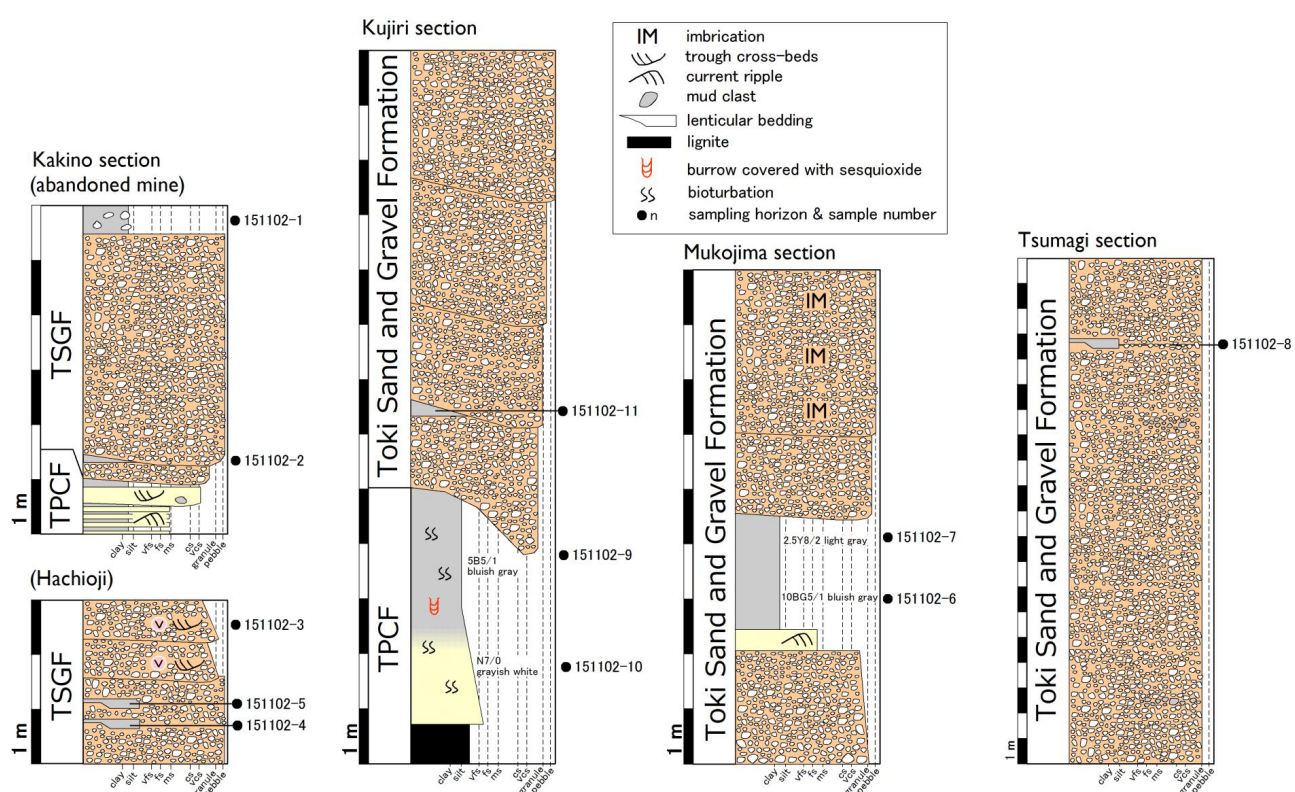 Kujiri section
IM imbrication
trough cross-beds
current ripple
mud clast
lenticular bedding
lignite
burrow covered with sesquioxide
bioturbation
n sampling horizon & sample number
Kakino section
(abandoned mine)
TSGF
TPCF
1 m
151102-1
151102-2
clay silt vfs fs ms cs vcs granule pebble
(Hachioji)
TSGF
1 m
V
V
151102-3
151102-5
151102-4
clay silt vfs fs ms cs vcs granule pebble
Toki Sand and Gravel Formation
TPCF
1 m
151102-11
151102-9
151102-10
5B5/1
bluish gray
N7/0
grayish white
clay silt vfs fs ms cs vcs granule pebble
Mukojima section
Toki Sand and Gravel Formation
1 m
IM
IM
IM
2.5Y8/2 light gray
10BG5/1 bluish gray
151102-7
151102-6
clay silt vfs fs ms cs vcs granule pebble
Tsumagi section
Toki Sand and Gravel Formation
1 m
151102-8
clay silt vfs fs ms cs vcs granule pebble